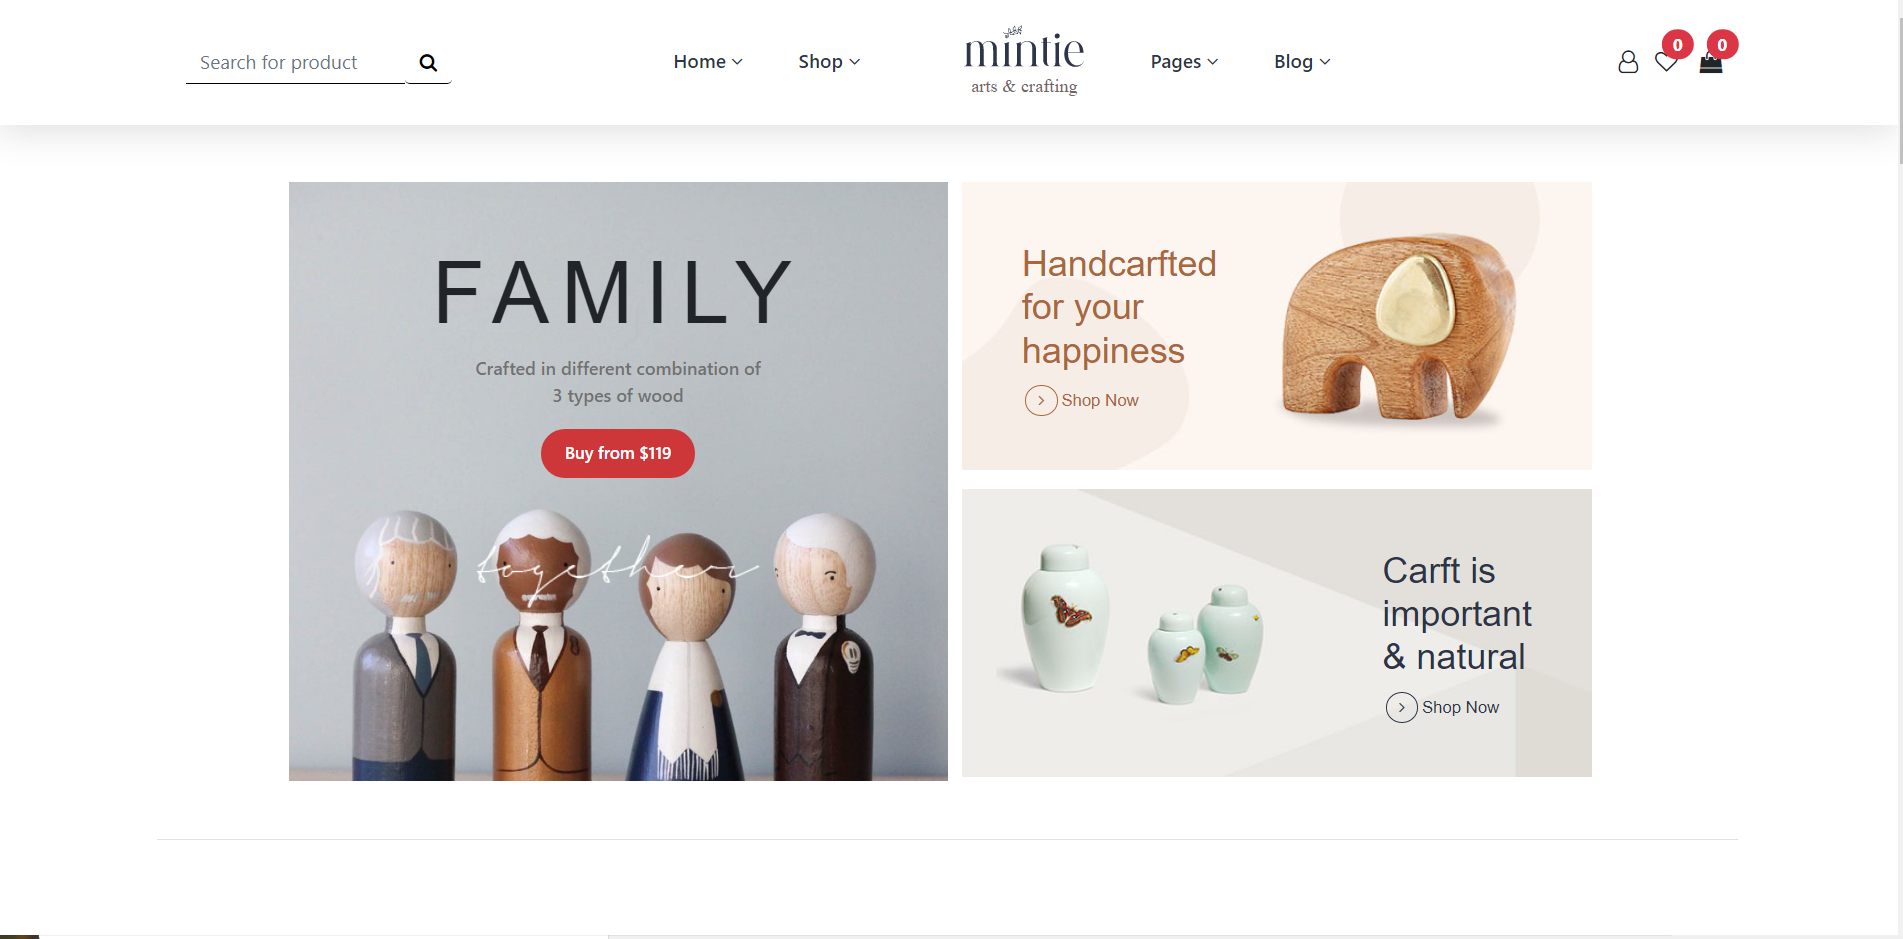 Search for product
Home
Shop
mintie
arts & crafting
Pages
Blog
0
0
FAMILY
Crafted in different combination of
3 types of wood
Buy from $119
together
Handcarfted
for your
happiness
Shop Now
Carft is
important
& natural
Shop Now